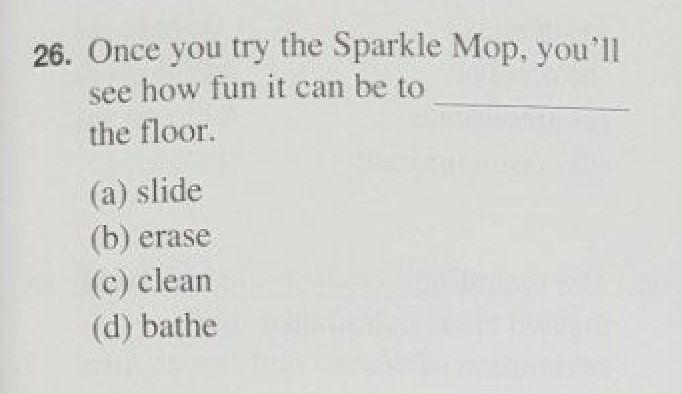 26. Once you try the Sparkle Mop, you'll
see how fun it can be to ___________
the floor.
(a) slide
(b) erase
(c) clean
(d) bathe